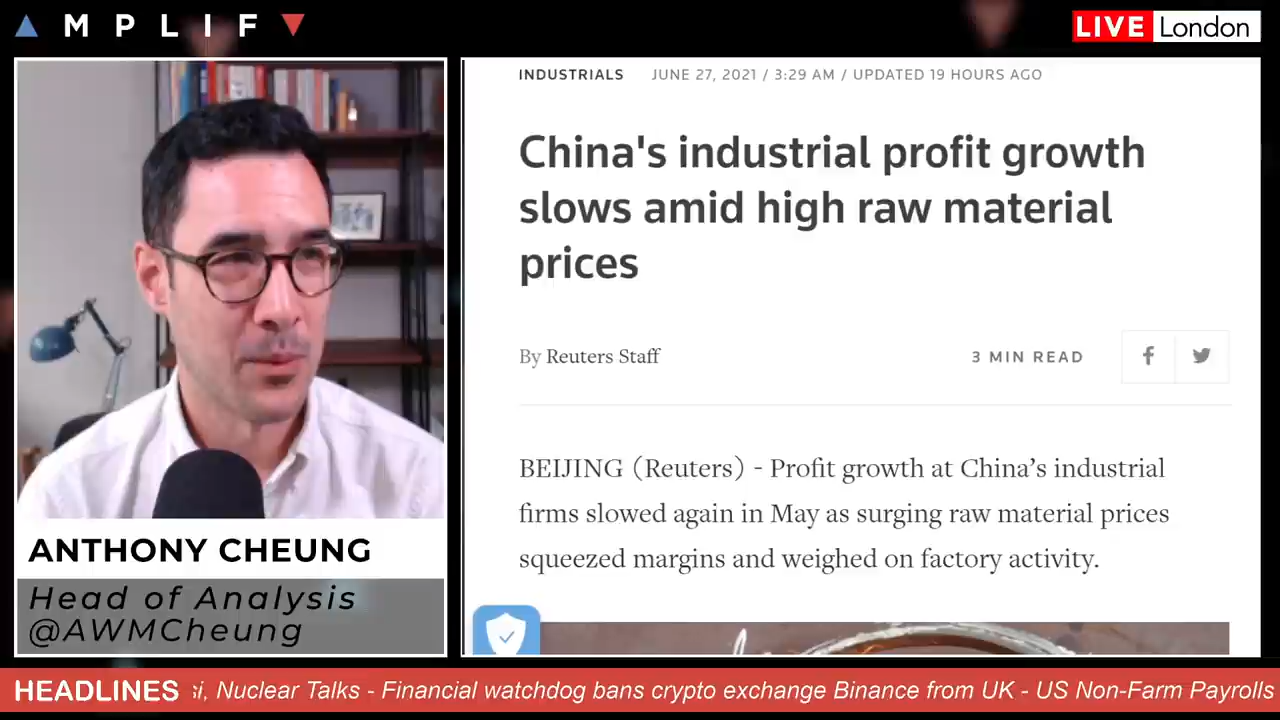 AMPLIFY
LIVE London
INDUSTRIALS JUNE 27, 2021 / 3:29 AM / UPDATED 19 HOURS AGO
China's industrial profit growth
slows amid high raw material
prices
By Reuters Staff
3 MIN READ
BEIJING (Reuters) - Profit growth at China’s industrial
firms slowed again in May as surging raw material prices
squeezed margins and weighed on factory activity.
ANTHONY CHEUNG
Head of Analysis
@AWMCheung
HEADLINES i, Nuclear Talks - Financial watchdog bans crypto exchange Binance from UK - US Non-Farm Payrolls